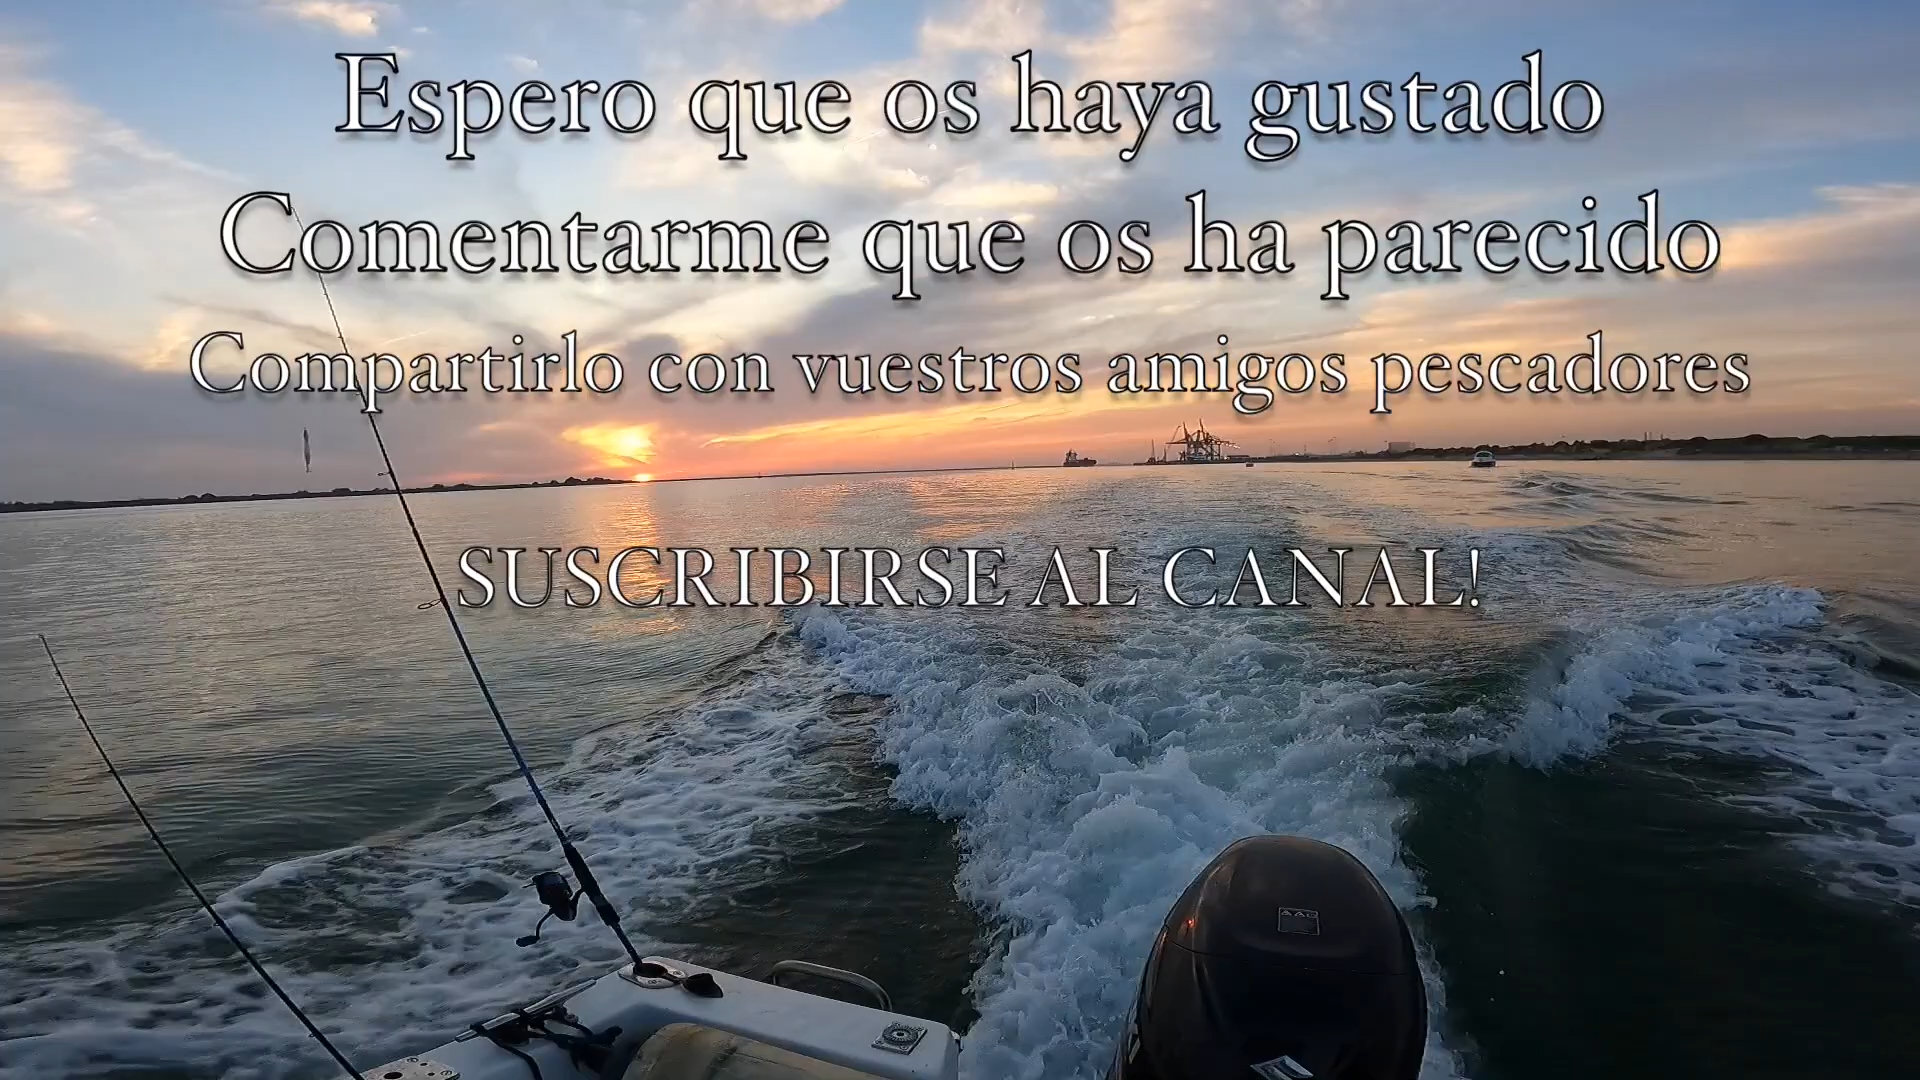 Espero que os haya gustado
Comentarme que os ha parecido
Compartirlo con vuestros amigos pescadores
SUSCRIBIRSE AL CANAL!